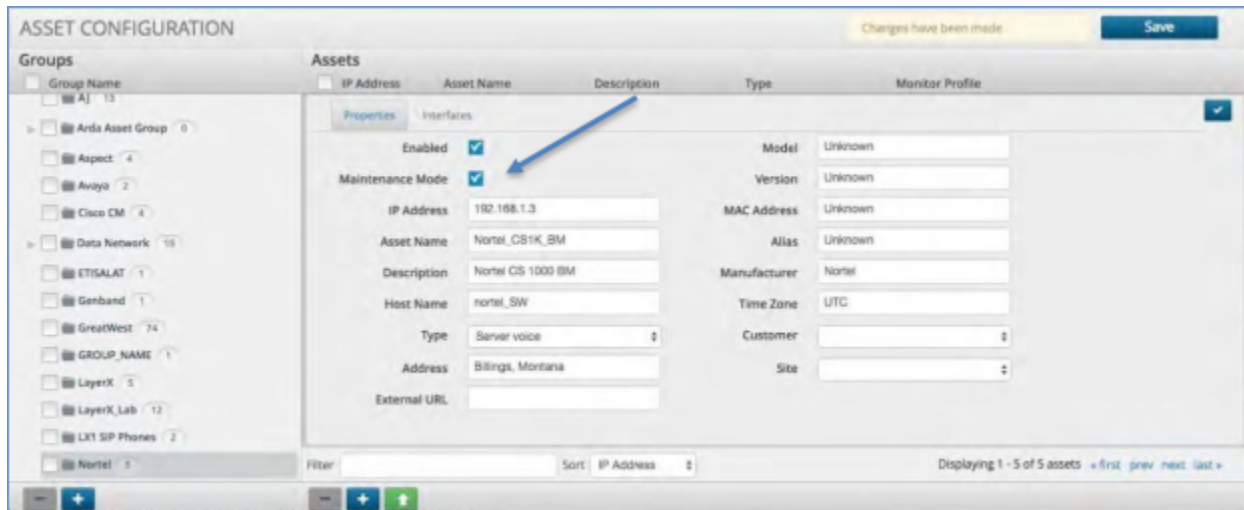 ASSET CONFIGURATION
Changes have been made
Save
Groups
Assets
Group Name
IP Address Asset Name Description Type Monitor Profile
AJ 13
Arda Asset Group 0
Aspect 4
Avaya 2
Cisco CM 4
Data Network
ETISALAT 1
Genband 1
GreatWest 74
GROUP_NAME 1
LayerX 5
LayerX_Lab 12
LX1 SIP Phones 2
Nortel
Properties Interfaces
Enabled
Maintenance Mode
IP Address 192.168.1.3
Asset Name Nortel_CS1K_BM
Description Nortel CS 1000 BM
Host Name nortel_SW
Type Server voice
Address Billings, Montana
External URL
Model Unknown
Version Unknown
MAC Address Unknown
Alias Unknown
Manufacturer Nortel
Time Zone UTC
Customer
Site
Filter Sort IP Address
Displaying 1 - 5 of 5 assets « first prev next last »